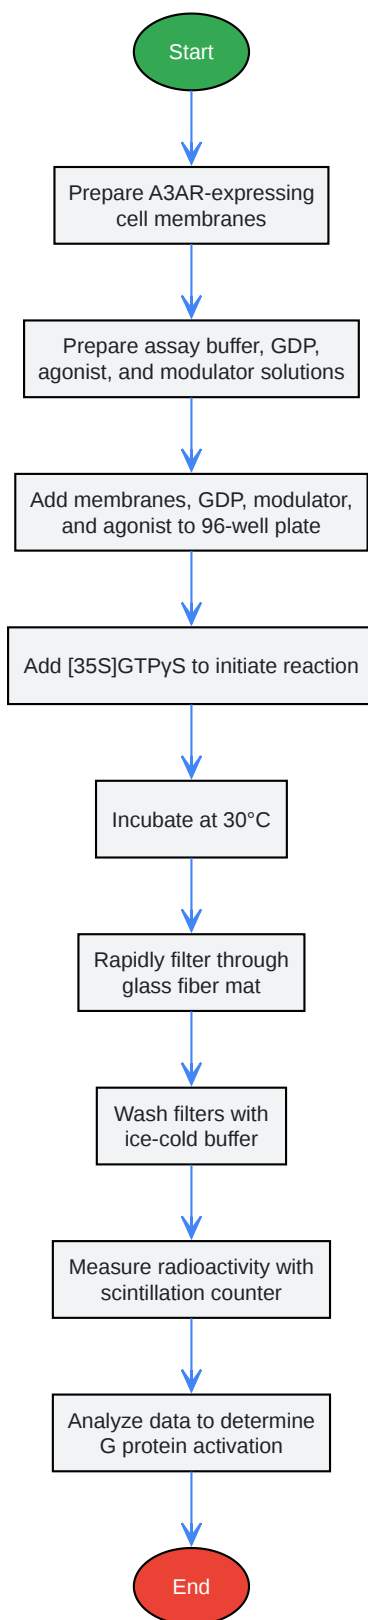 Start
Prepare A3AR-expressing
cell membranes
Prepare assay buffer, GDP,
agonist, and modulator solutions
Add membranes, GDP, modulator,
and agonist to 96-well plate
Add [35S]GTPγS to initiate reaction
Incubate at 30°C
Rapidly filter through
glass fiber mat
Wash filters with
ice-cold buffer
Measure radioactivity with
scintillation counter
Analyze data to determine
G protein activation
End